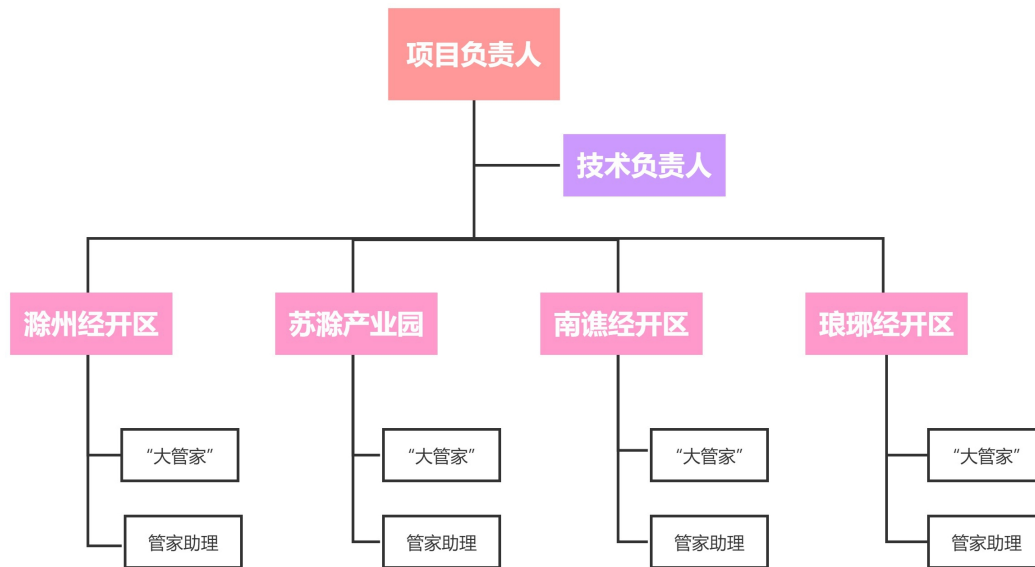 项目负责人
技术负责人
滁州经开区
苏滁产业园
南谯经开区
琅琊经开区
“大管家”
“大管家”
“大管家”
“大管家”
管家助理
管家助理
管家助理
管家助理